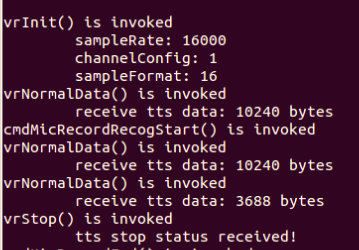 vrInit() is invoked
sampleRate: 16000
channelConfig: 1
sampleFormat: 16
vrNormalData() is invoked
receive tts data: 10240 bytes
cmdMicRecordRecogStart() is invoked
vrNormalData() is invoked
receive tts data: 10240 bytes
vrNormalData() is invoked
receive tts data: 3688 bytes
vrStop() is invoked
tts stop status received!